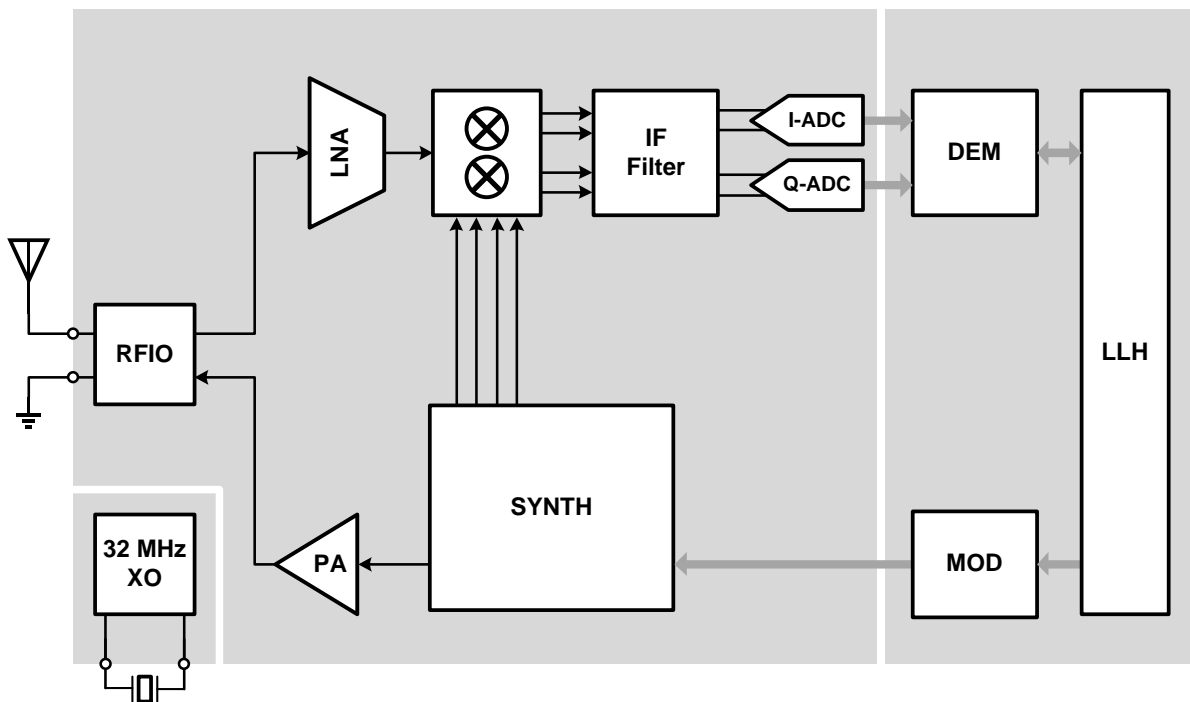 LNA
IF
Filter
I-ADC
Q-ADC
DEM
LLH
RFIO
SYNTH
32 MHz
XO
PA
MOD